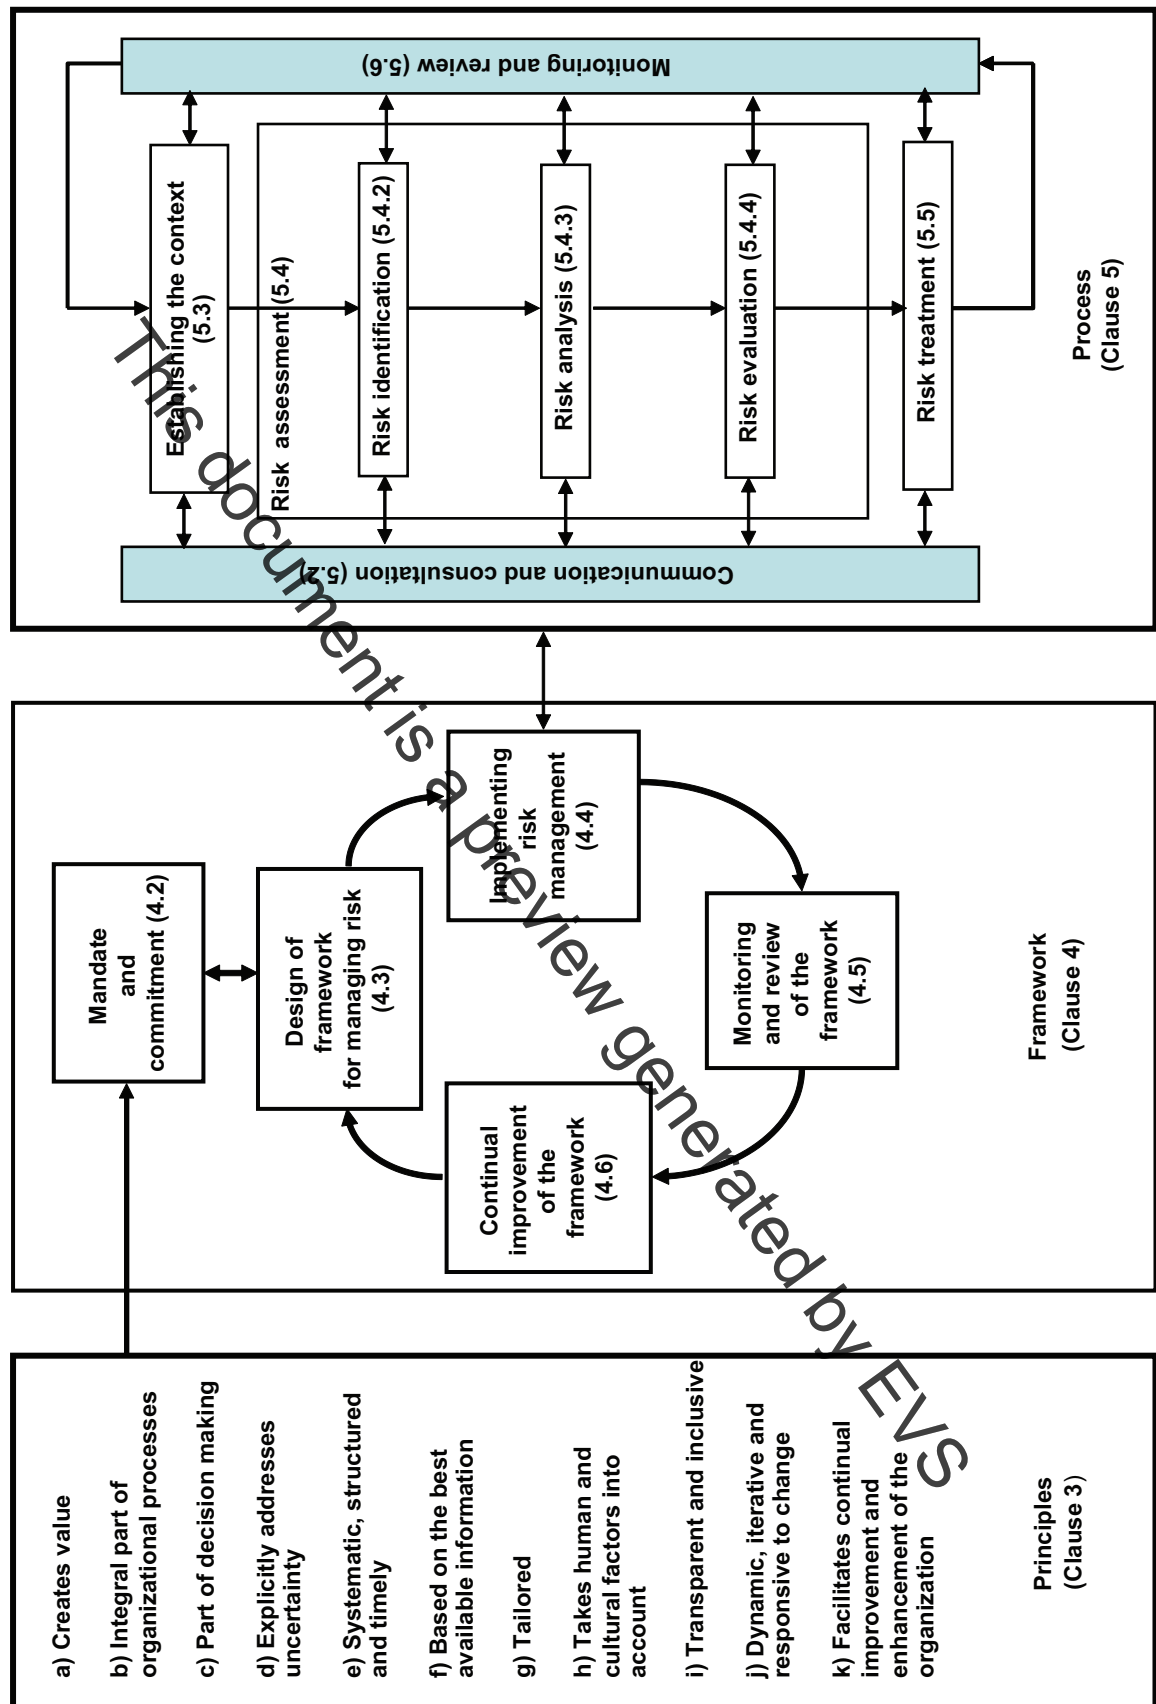 a) Creates value
b) Integral part of
organizational processes
c) Part of decision making
d) Explicitly addresses
uncertainty
e) Systematic, structured
and timely
f) Based on the best
available information
g) Tailored
h) Takes human and
cultural factors into
account
i) Transparent and inclusive
j) Dynamic, iterative and
responsive to change
k) Facilitates continual
improvement and
enhancement of the
organization
Principles
(Clause 3)
Mandate
and
commitment (4.2)
Design of
framework
for managing risk
(4.3)
Implementing
risk
management
(4.4)
Continual
improvement
of the
framework
(4.6)
Monitoring
and review
of the
framework
(4.5)
Framework
(Clause 4)
Communication and consultation (5.2)
Establishing the context
(5.3)
Risk assessment (5.4)
Risk identification (5.4.2)
Risk analysis (5.4.3)
Risk evaluation (5.4.4)
Risk treatment (5.5)
Monitoring and review (5.6)
Process
(Clause 5)
This document is a preview generated by EVS